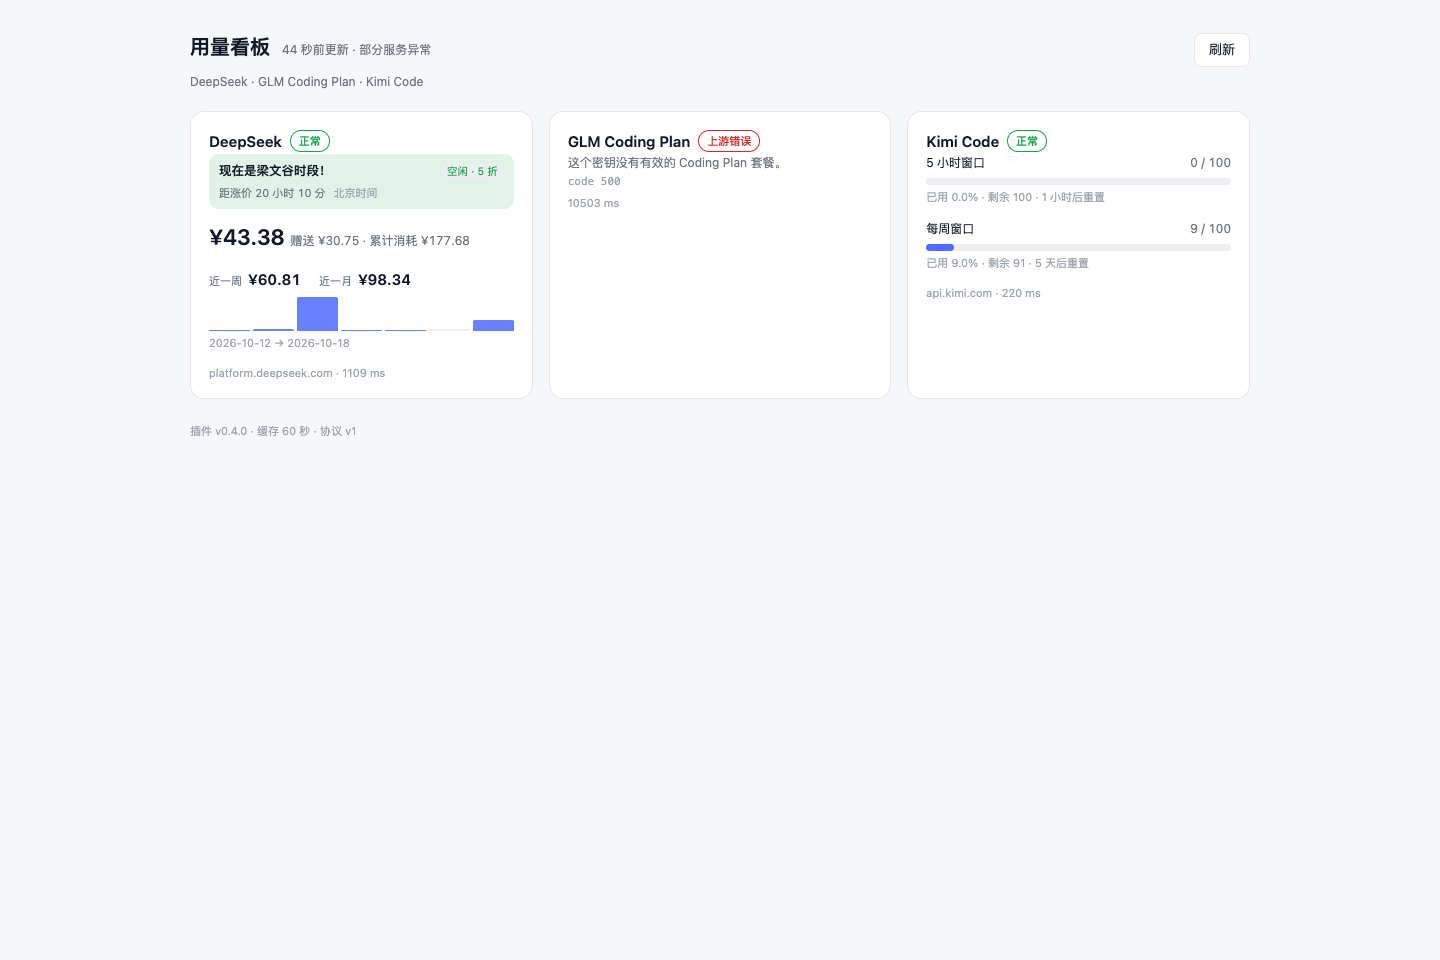 用量看板 44 秒前更新 · 部分服务异常
刷新
DeepSeek · GLM Coding Plan · Kimi Code
DeepSeek 正常
现在是梁文谷时段！ 空闲 · 5 折
距涨价 20 小时 10 分 北京时间
¥43.38 赠送 ¥30.75 · 累计消耗 ¥177.68
近一周 ¥60.81 近一月 ¥98.34
2026-10-12 → 2026-10-18
platform.deepseek.com · 1109 ms
GLM Coding Plan 上游错误
这个密钥没有有效的 Coding Plan 套餐。
code 500
10503 ms
Kimi Code 正常
5 小时窗口 0 / 100
已用 0.0% · 剩余 100 · 1 小时后重置
每周窗口 9 / 100
已用 9.0% · 剩余 91 · 5 天后重置
api.kimi.com · 220 ms
插件 v0.4.0 · 缓存 60 秒 · 协议 v1